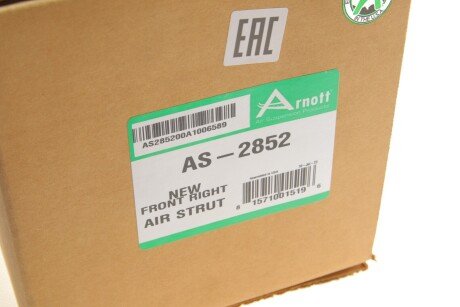 EAC
Arnott
Air Suspension Products
AS285200A1006589
AS-2852
NEW
FRONT RIGHT
AIR STRUT
6 15710 01519 6